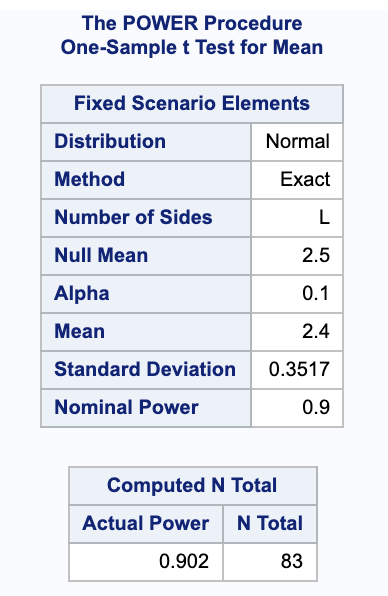 The POWER Procedure
One-Sample t Test for Mean
Fixed Scenario Elements
Distribution Normal
Method Exact
Number of Sides L
Null Mean 2.5
Alpha 0.1
Mean 2.4
Standard Deviation 0.3517
Nominal Power 0.9
Computed N Total
Actual Power N Total
0.902 83